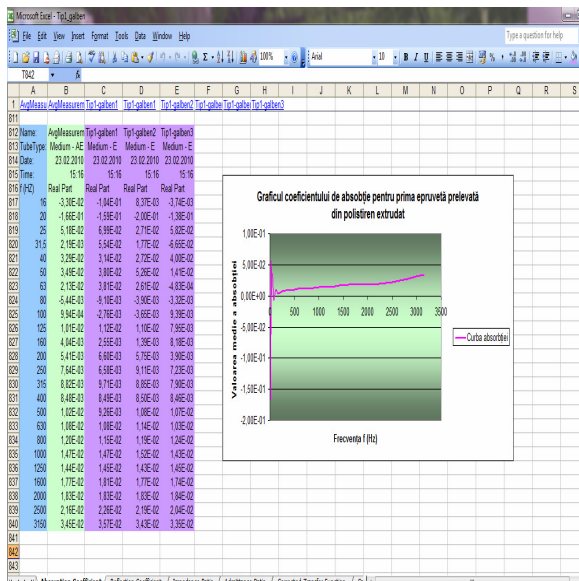 Microsoft Excel - Tip1_galben
File Edit View Insert Format Tools Data Window Help Type a question for help
100% Arial 10 B I U
T842 fx
A B C D E F G H I J K L M N O P Q R S
1 AvgMeasu AvgMeasurem Tip1-galben1 Tip1-galben1 Tip1-galben2 Tip1-galbe Tip1-galbe Tip1-galben3
811
812 Name: AvgMeasurem Tip1-galben1 Tip1-galben2 Tip1-galben3
813 TubeType: Medium - AE Medium - E Medium - E Medium - E
814 Date: 23.02.2010 23.02.2010 23.02.2010 23.02.2010
815 Time: 15:16 15:16 15:16 15:16
816 f (HZ) Real Part Real Part Real Part Real Part
817 16 -3,30E-02 -1,04E-01 8,37E-03 -3,74E-03
818 20 -1,66E-01 -1,59E-01 -2,00E-01 -1,38E-01
819 25 5,18E-02 6,99E-02 2,71E-02 5,82E-02
820 31,5 2,19E-03 5,54E-02 1,77E-02 -6,65E-02
821 40 3,29E-02 3,14E-02 2,72E-02 4,00E-02
822 50 3,49E-02 3,80E-02 5,26E-02 1,41E-02
823 63 2,13E-02 3,81E-02 2,61E-02 -4,83E-04
824 80 -5,44E-03 -9,10E-03 -3,90E-03 -3,32E-03
825 100 9,94E-04 -2,76E-03 -3,65E-03 9,39E-03
826 125 1,01E-02 1,12E-02 1,10E-02 7,95E-03
827 160 4,04E-03 2,55E-03 1,39E-03 8,18E-03
828 200 5,41E-03 6,60E-03 5,75E-03 3,90E-03
829 250 7,64E-03 6,58E-03 9,11E-03 7,23E-03
830 315 8,82E-03 9,71E-03 8,85E-03 7,90E-03
831 400 8,48E-03 8,49E-03 8,50E-03 8,46E-03
832 500 1,02E-02 9,26E-03 1,08E-02 1,07E-02
833 630 1,08E-02 1,08E-02 1,14E-02 1,03E-02
834 800 1,20E-02 1,15E-02 1,19E-02 1,24E-02
835 1000 1,47E-02 1,47E-02 1,52E-02 1,43E-02
836 1250 1,44E-02 1,45E-02 1,43E-02 1,45E-02
837 1600 1,77E-02 1,81E-02 1,77E-02 1,74E-02
838 2000 1,83E-02 1,83E-02 1,83E-02 1,84E-02
839 2500 2,16E-02 2,26E-02 2,19E-02 2,04E-02
840 3150 3,45E-02 3,57E-02 3,43E-02 3,35E-02
841
842
843
Graficul coeficientului de absobţie pentru prima epruvetă prelevată
din polistiren extrudat
1,00E-01
5,00E-02
0,00E+00
-5,00E-02
-1,00E-01
-1,50E-01
-2,00E-01
0 500 1000 1500 2000 2500 3000 3500
Valoarea medie a absobţiei
Frecvenţa f (Hz)
Curba absorbţiei
Absorption Coefficient / Reflection Coefficient / Impedance Ratio / Admittance Ratio / Corrected Transfer Function